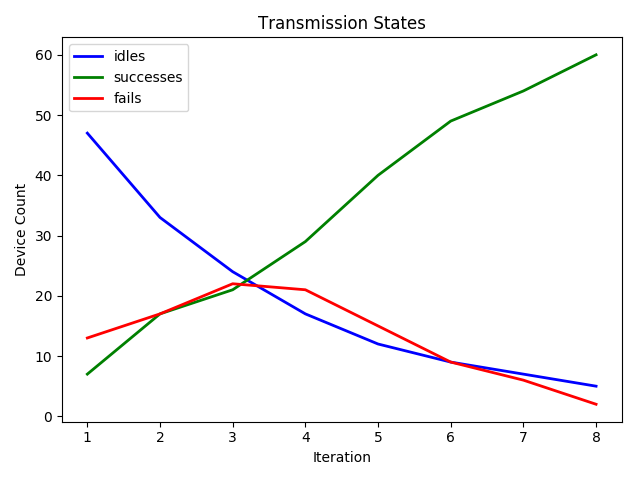 Transmission States
idles
successes
fails
Device Count
60
50
40
30
20
10
0
1 2 3 4 5 6 7 8
Iteration